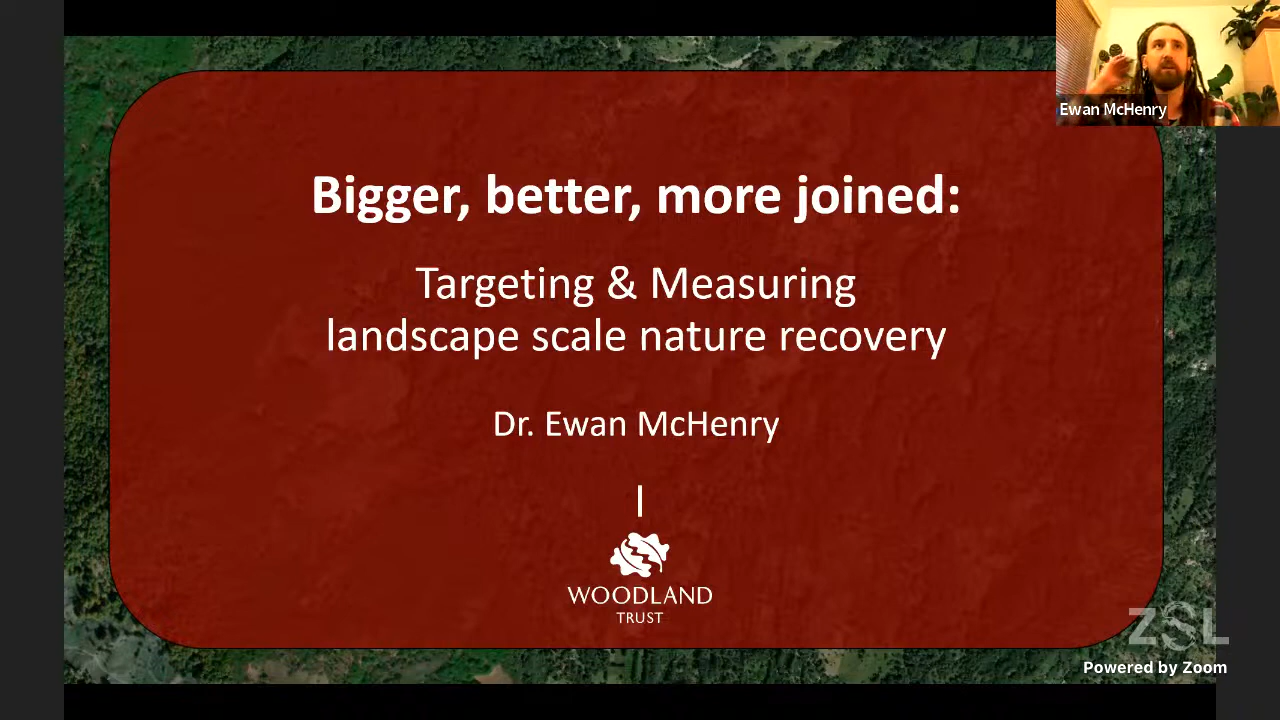 Ewan McHenry
Bigger, better, more joined:
Targeting & Measuring
landscape scale nature recovery
Dr. Ewan McHenry
|
WOODLAND
TRUST
ZSL
Powered by Zoom